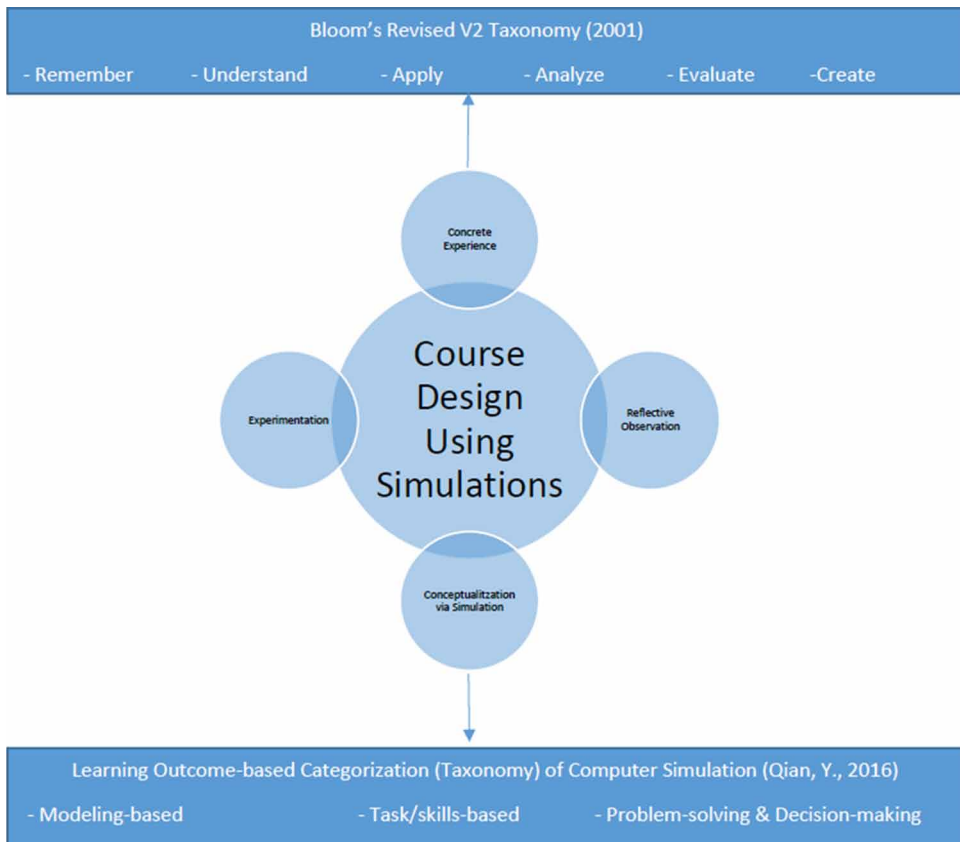 Bloom's Revised V2 Taxonomy (2001)
- Remember - Understand - Apply - Analyze - Evaluate -Create
Concrete
Experience
Course
Design
Using
Simulations
Experimentation
Reflective
Observation
Conceptualitzation
via Simulation
Learning Outcome-based Categorization (Taxonomy) of Computer Simulation (Qian, Y., 2016)
- Modeling-based - Task/skills-based - Problem-solving & Decision-making